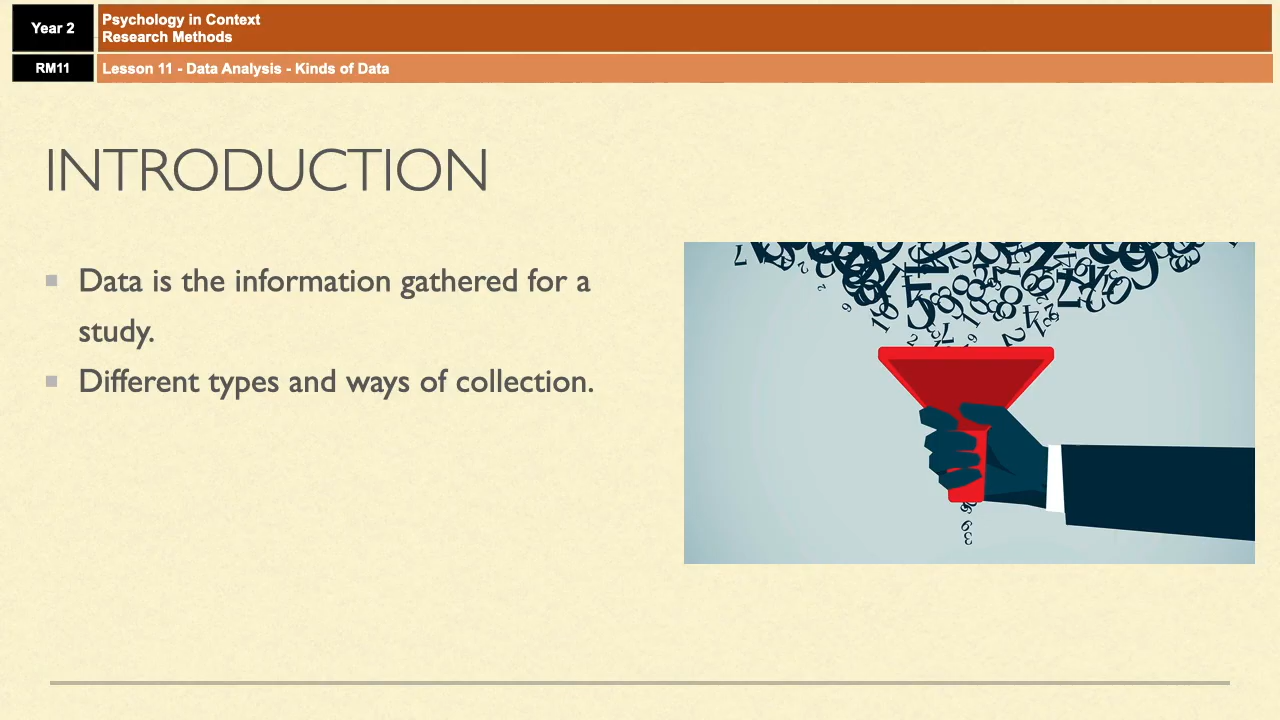 Year 2
Psychology in Context
Research Methods
RM11
Lesson 11 - Data Analysis - Kinds of Data
INTRODUCTION
Data is the information gathered for a
study.
Different types and ways of collection.